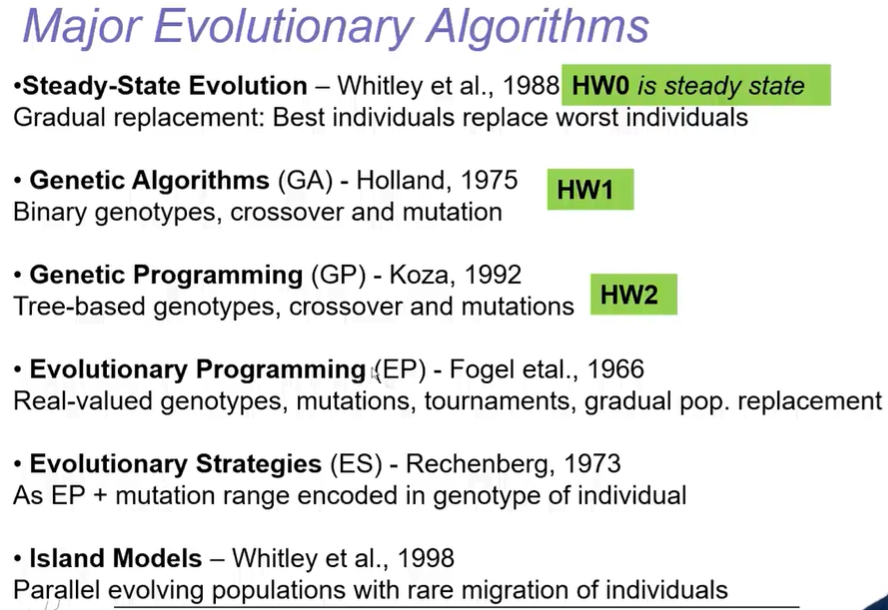 Major Evolutionary Algorithms
•Steady-State Evolution – Whitley et al., 1988 HW0 is steady state
Gradual replacement: Best individuals replace worst individuals
• Genetic Algorithms (GA) - Holland, 1975 HW1
Binary genotypes, crossover and mutation
• Genetic Programming (GP) - Koza, 1992
Tree-based genotypes, crossover and mutations HW2
• Evolutionary Programming (EP) - Fogel etal., 1966
Real-valued genotypes, mutations, tournaments, gradual pop. replacement
• Evolutionary Strategies (ES) - Rechenberg, 1973
As EP + mutation range encoded in genotype of individual
• Island Models – Whitley et al., 1998
Parallel evolving populations with rare migration of individuals